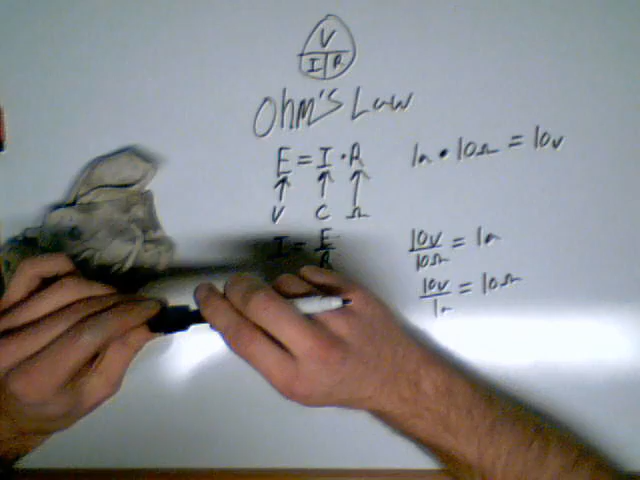 V
I R
Ohm's Law
E = I · R
V C Ω
1a • 10Ω = 10v
I = E
R
10V
10Ω = 1a
10V
1a = 10Ω